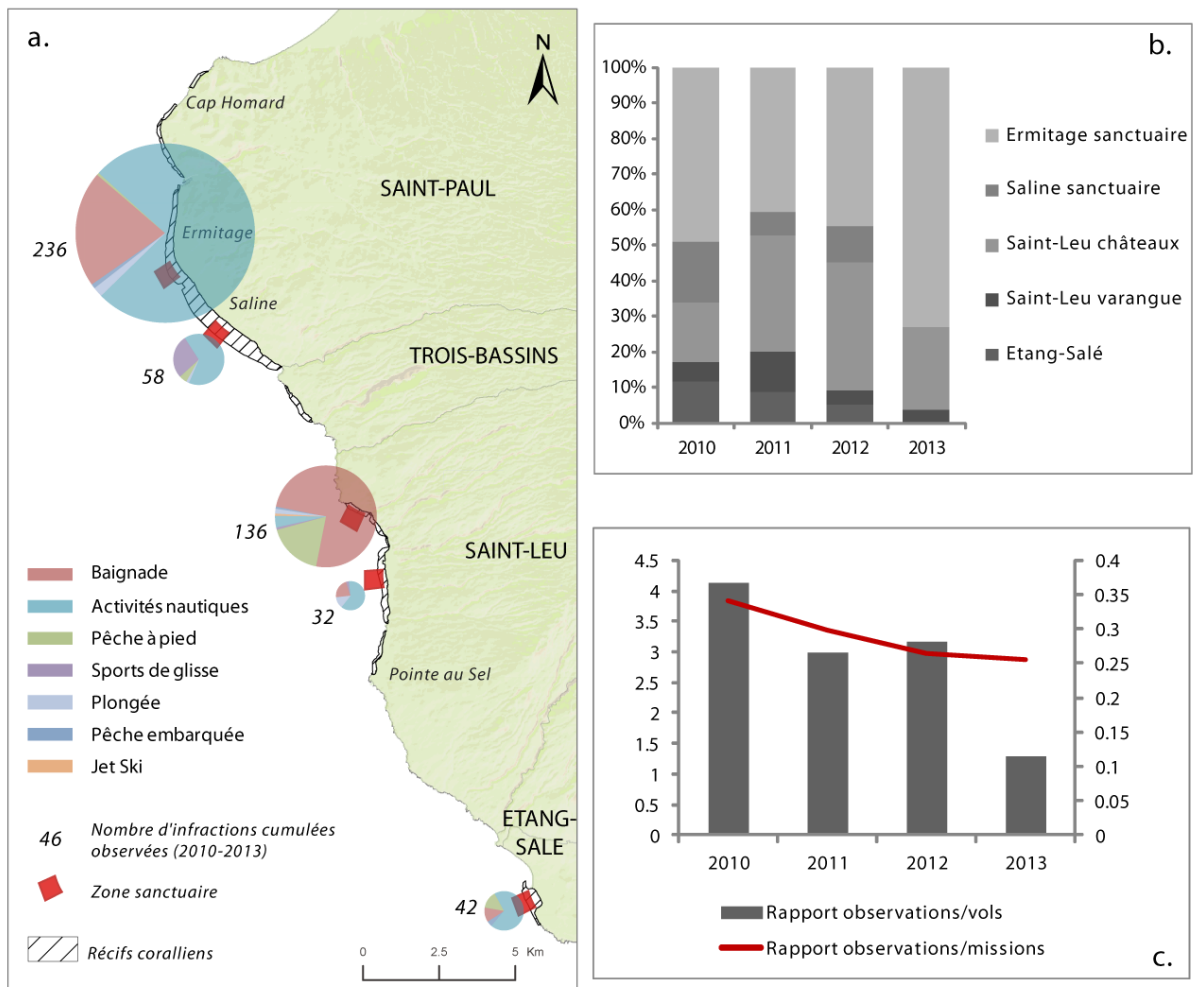 a.
N
Cap Homard
SAINT-PAUL
236
Ermitage
Saline
TROIS-BASSINS
58
136
SAINT-LEU
32
Pointe au Sel
Baignade
Activités nautiques
Pêche à pied
Sports de glisse
Plongée
Pêche embarquée
Jet Ski
46 Nombre d'infractions cumulées
observées (2010-2013)
Zone sanctuaire
Récifs coralliens
ETANG-
SALE
42
0 2.5 5 Km
b.
100%
90%
80%
70%
60%
50%
40%
30%
20%
10%
0%
2010 2011 2012 2013
Ermitage sanctuaire
Saline sanctuaire
Saint-Leu châteaux
Saint-Leu varangue
Etang-Salé
4.5
4
3.5
3
2.5
2
1.5
1
0.5
0
0.4
0.35
0.3
0.25
0.2
0.15
0.1
0.05
0
2010 2011 2012 2013
Rapport observations/vols
Rapport observations/missions
c.